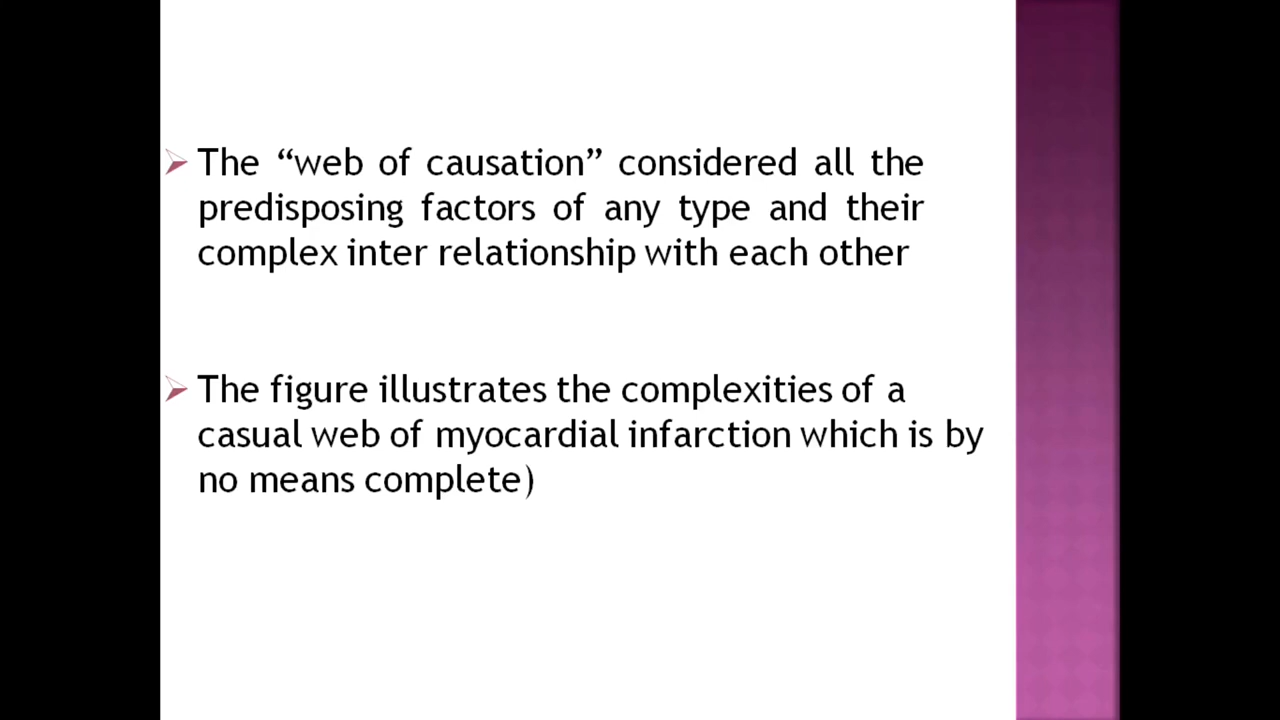 The “web of causation” considered all the
predisposing factors of any type and their
complex inter relationship with each other
The figure illustrates the complexities of a
casual web of myocardial infarction which is by
no means complete)